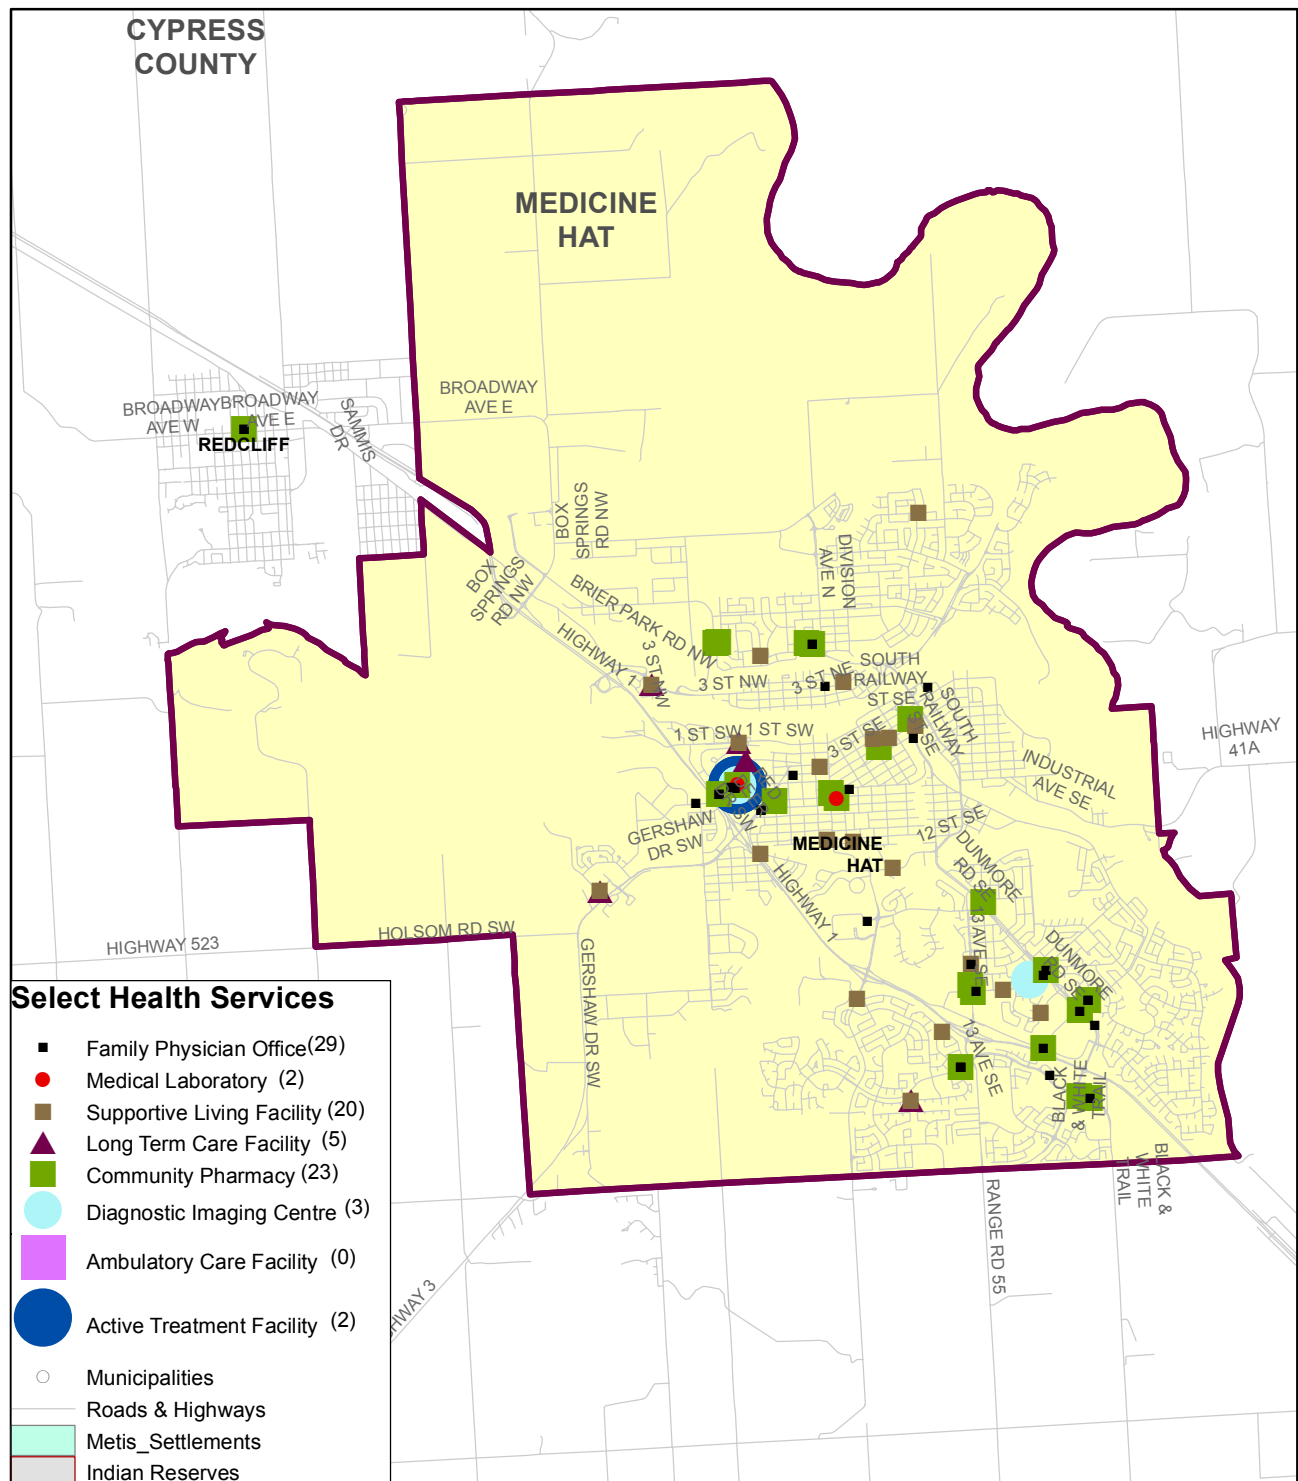 CYPRESS
COUNTY
MEDICINE
HAT
BROADWAY
AVE E
BROADWAY
AVE W
BROADWAY
AVE E
SAMMIS
DR
REDCLIFF
BOX
SPRINGS
RD NW
BOX
SPRINGS
RD NW
DIVISION
AVE N
BRIER PARK RD NW
HIGHWAY 1
3 ST NW
3 ST NW
3 ST NE
SOUTH
RAILWAY
ST SE
SOUTH
RAILWAY
ST SE
1 ST SW
1 ST SW
3 ST SE
HIGHWAY
41A
INDUSTRIAL
AVE SE
GERSHAW
DR SW
12 ST SE
MEDICINE
HAT
DUNMORE
RD SE
HIGHWAY 1
HOLSOM RD SW
HIGHWAY 523
13 AVE SE
DUNMORE
RD SE
GERSHAW DR SW
13 AVE SE
BLACK
& WHITE
TRAIL
BLACK &
WHITE
TRAIL
RANGE RD 55
Select Health Services
Family Physician Office(29)
Medical Laboratory (2)
Supportive Living Facility (20)
Long Term Care Facility (5)
Community Pharmacy (23)
Diagnostic Imaging Centre (3)
Ambulatory Care Facility (0)
Active Treatment Facility (2)
Municipalities
Roads & Highways
Metis_Settlements
Indian Reserves